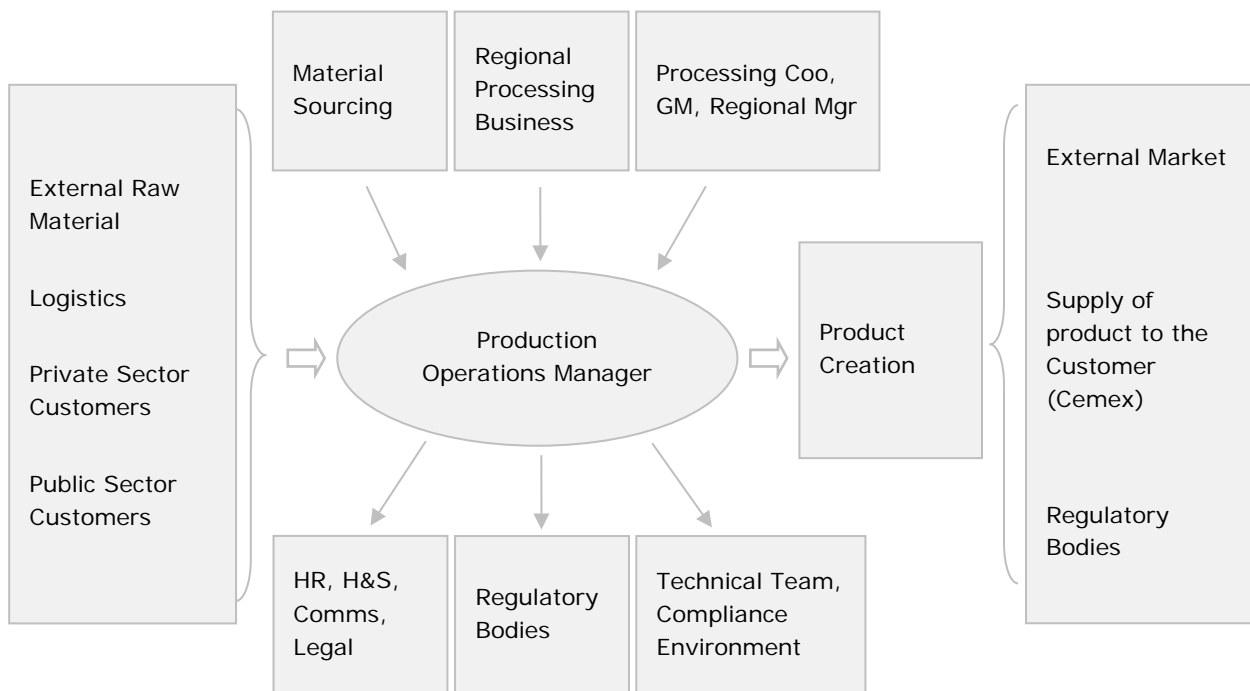 External Raw
Material
Logistics
Private Sector
Customers
Public Sector
Customers
Material
Sourcing
Regional
Processing
Business
Processing Coo,
GM, Regional Mgr
Production
Operations Manager
HR, H&S,
Comms,
Legal
Regulatory
Bodies
Technical Team,
Compliance
Environment
Product
Creation
External Market
Supply of
product to the
Customer
(Cemex)
Regulatory
Bodies